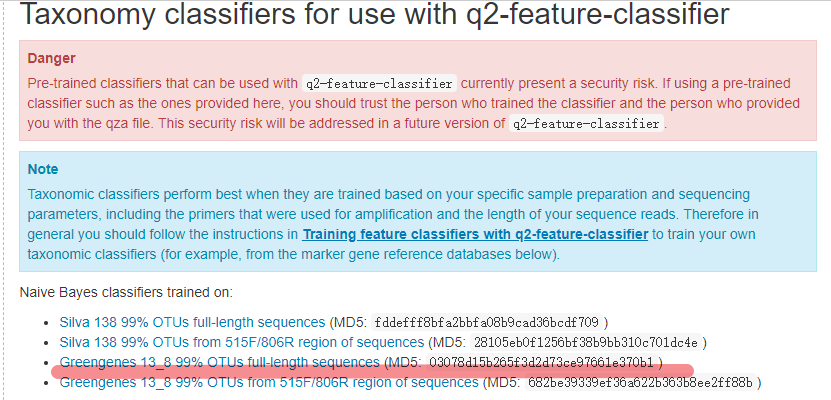 Taxonomy classifiers for use with q2-feature-classifier
Danger
Pre-trained classifiers that can be used with q2-feature-classifier currently present a security risk. If using a pre-trained
classifier such as the ones provided here, you should trust the person who trained the classifier and the person who provided
you with the qza file. This security risk will be addressed in a future version of q2-feature-classifier.
Note
Taxonomic classifiers perform best when they are trained based on your specific sample preparation and sequencing
parameters, including the primers that were used for amplification and the length of your sequence reads. Therefore in
general you should follow the instructions in Training feature classifiers with q2-feature-classifier to train your own
taxonomic classifiers (for example, from the marker gene reference databases below).
Naive Bayes classifiers trained on:
• Silva 138 99% OTUs full-length sequences (MD5: fddefff8bfa2bbfa08b9cad36bcdf709 )
• Silva 138 99% OTUs from 515F/806R region of sequences (MD5: 28105eb0f1256bf38b9bb310c701dc4e )
• Greengenes 13_8 99% OTUs full-length sequences (MD5: 03078d15b265f3d2d73ce97661e370b1 )
• Greengenes 13_8 99% OTUs from 515F/806R region of sequences (MD5: 682be39339ef36a622b363b8ee2ff88b )